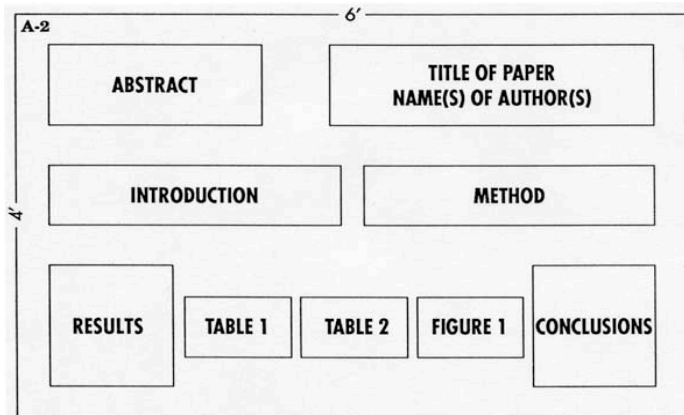 6'
A-2
ABSTRACT
TITLE OF PAPER
NAME(S) OF AUTHOR(S)
INTRODUCTION
METHOD
4'
RESULTS
TABLE 1
TABLE 2
FIGURE 1
CONCLUSIONS